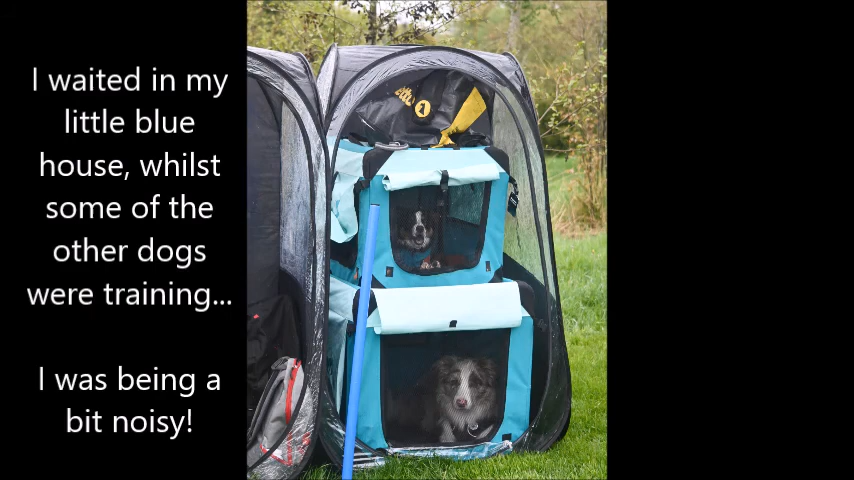 I waited in my
little blue
house, whilst
some of the
other dogs
were training...
I was being a
bit noisy!